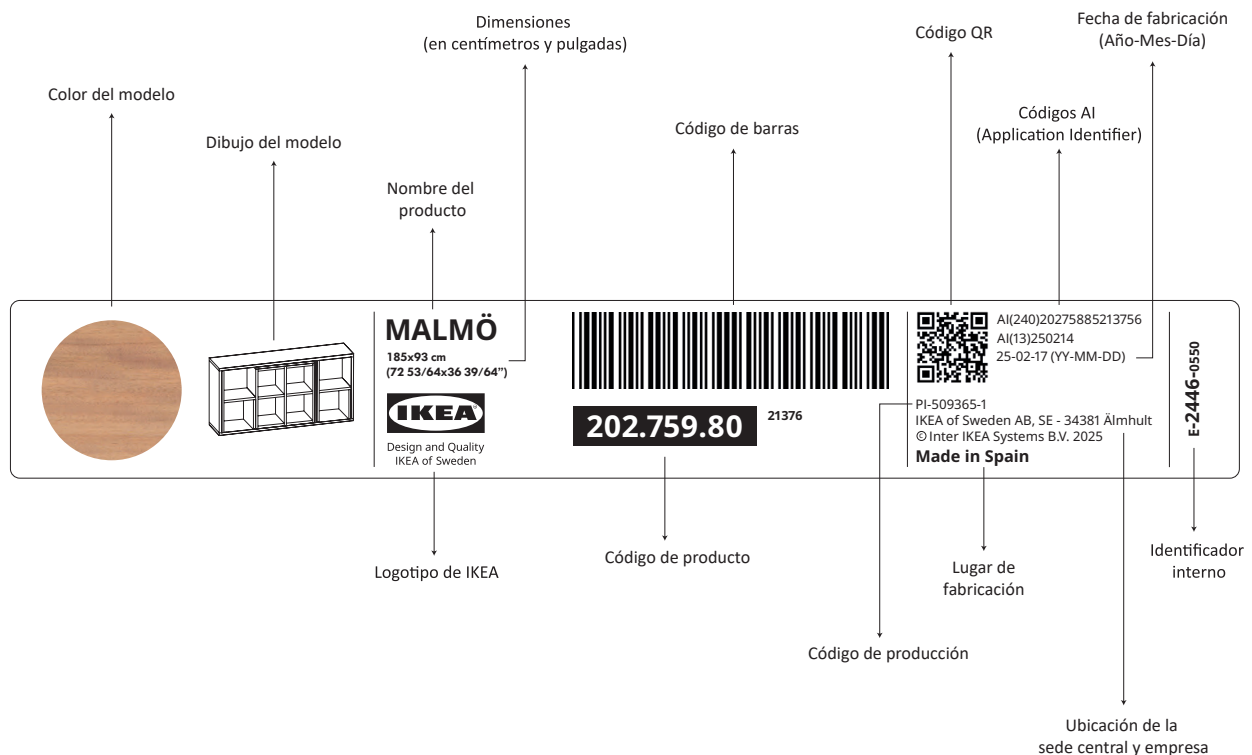 Dimensiones
(en centímetros y pulgadas)
Código QR
Fecha de fabricación
(Año-Mes-Día)
Color del modelo
Dibujo del modelo
Código de barras
Códigos AI
(Application Identifier)
Nombre del
producto
MALMÖ
185x93 cm
(72 53/64x36 39/64”)
IKEA
Design and Quality
IKEA of Sweden
202.759.80
21376
AI(240)20275885213756
AI(13)250214
25-02-17 (YY-MM-DD)
PI-509365-1
IKEA of Sweden AB, SE - 34381 Älmhult
© Inter IKEA Systems B.V. 2025
Made in Spain
E-2446-0550
Logotipo de IKEA
Código de producto
Lugar de
fabricación
Identificador
interno
Código de producción
Ubicación de la
sede central y empresa